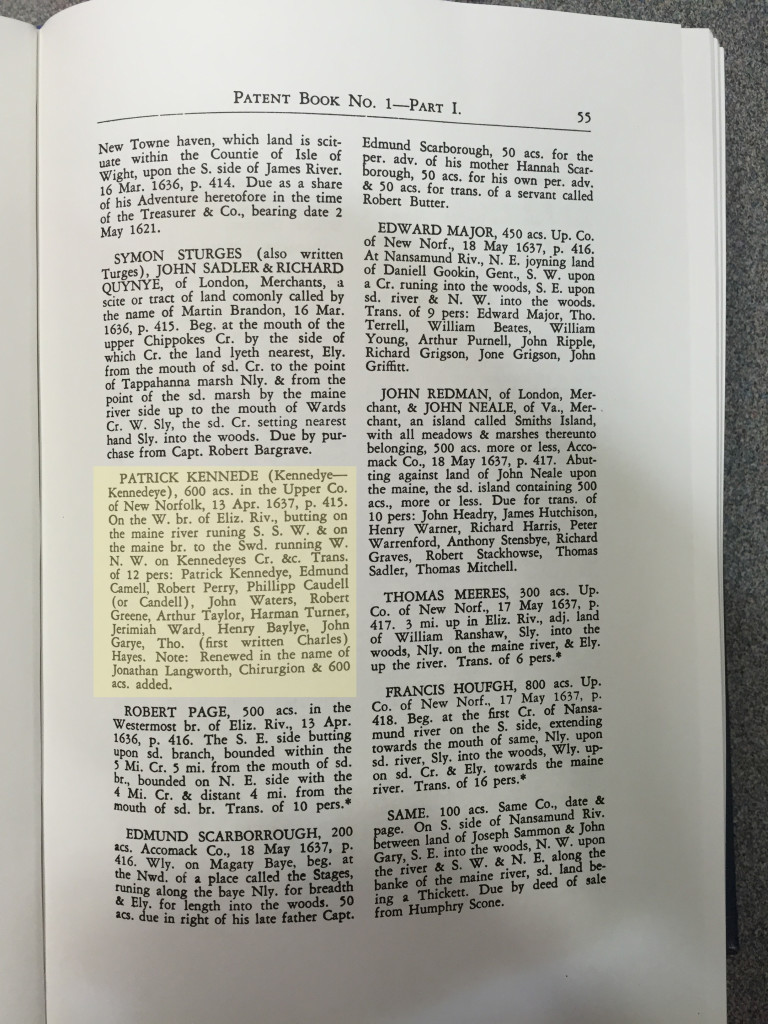 PATENT BOOK NO. 1—PART I.
55
New Towne haven, which land is scit-
uate within the Countie of Isle of
Wight, upon the S. side of James River.
16 Mar. 1636, p. 414. Due as a share
of his Adventure heretofore in the time
of the Treasurer & Co., bearing date 2
May 1621.
SYMON STURGES (also written
Turges), JOHN SADLER & RICHARD
QUYNYE, of London, Merchants, a
scite or tract of land comonly called by
the name of Martin Brandon, 16 Mar.
1636, p. 415. Beg. at the mouth of the
upper Chippokes Cr. by the side of
which Cr. the land lyeth nearest, Ely.
from the mouth of sd. Cr. to the point
of Tappahanna marsh Nly. & from the
point of the sd. marsh by the maine
river side up to the mouth of Wards
Cr. W. Sly, the sd. Cr. setting nearest
hand Sly. into the woods. Due by pur-
chase from Capt. Robert Bargrave.
PATRICK KENNEDE (Kennedye—
Kennedeye), 600 acs. in the Upper Co.
of New Norfolk, 13 Apr. 1637, p. 415.
On the W. br. of Eliz. Riv., butting on
the maine river runing S. S. W. & on
the maine br. to the Swd. running W.
N. W. on Kennedeyes Cr. &c. Trans.
of 12 pers: Patrick Kennedye, Edmund
Camell, Robert Perry, Phillipp Caudell
(or Candell), John Waters, Robert
Greene, Arthur Taylor, Harman Turner,
Jerimiah Ward, Henry Baylye, John
Garye, Tho. (first written Charles)
Hayes. Note: Renewed in the name of
Jonathan Langworth, Chirurgion & 600
acs. added.
ROBERT PAGE, 500 acs. in the
Westermost br. of Eliz. Riv., 13 Apr.
1636, p. 416. The S. E. side butting
upon sd. branch, bounded within the
5 Mi. Cr. 5 mi. from the mouth of sd.
br., bounded on N. E. side with the
4 Mi. Cr. & distant 4 mi. from the
mouth of sd. br. Trans. of 10 pers.*
EDMUND SCARBORROUGH, 200
acs. Accomack Co., 18 May 1637, p.
416. Wly. on Magaty Baye, beg. at
the Nwd. of a place called the Stages,
runing along the baye Nly. for breadth
& Ely. for length into the woods. 50
acs. due in right of his late father Capt.
Edmund Scarborough, 50 acs. for the
per. adv. of his mother Hannah Scar-
borough, 50 acs. for his own per. adv.
& 50 acs. for trans. of a servant called
Robert Butter.
EDWARD MAJOR, 450 acs. Up. Co.
of New Norf., 18 May 1637, p. 416.
At Nansamund Riv., N. E. joyning land
of Daniell Gookin, Gent., S. W. upon
a Cr. runing into the woods, S. E. upon
sd. river & N. W. into the woods.
Trans. of 9 pers: Edward Major, Tho.
Terrell, William Beates, William
Young, Arthur Purnell, John Ripple,
Richard Grigson, Jone Grigson, John
Griffitt.
JOHN REDMAN, of London, Mer-
chant, & JOHN NEALE, of Va., Mer-
chant, an island called Smiths Island,
with all meadows & marshes thereunto
belonging, 500 acs. more or less, Acco-
mack Co., 18 May 1637, p. 417. Abut-
ting against land of John Neale upon
the maine, the sd. island containing 500
acs., more or less. Due for trans. of
10 pers: John Headry, James Hutchison,
Henry Warner, Richard Harris, Peter
Warrenford, Anthony Stensbye, Richard
Graves, Robert Stackhowse, Thomas
Sadler, Thomas Mitchell.
THOMAS MEERES, 300 acs. Up.
Co. of New Norf., 17 May 1637, p.
417. 3 mi. up in Eliz. Riv., adj. land
of William Ranshaw, Sly. into the
woods, Nly. on the maine river, & Ely.
up the river. Trans. of 6 pers.*
FRANCIS HOUFGH, 800 acs. Up.
Co. of New Norf., 17 May 1637, p.
418. Beg. at the first Cr. of Nansa-
mund river on the S. side, extending
towards the mouth of same, Nly. upon
sd. river, Sly. into the woods, Wly. up-
on sd. Cr. & Ely. towards the maine
river. Trans. of 16 pers.*
SAME. 100 acs. Same Co., date &
page. On S. side of Nansamund Riv.
between land of Joseph Sammon & John
Gary, S. E. into the woods, N. W. upon
the river & S. W. & N. E. along the
banke of the maine river, sd. land be-
ing a Thickett. Due by deed of sale
from Humphry Scone.